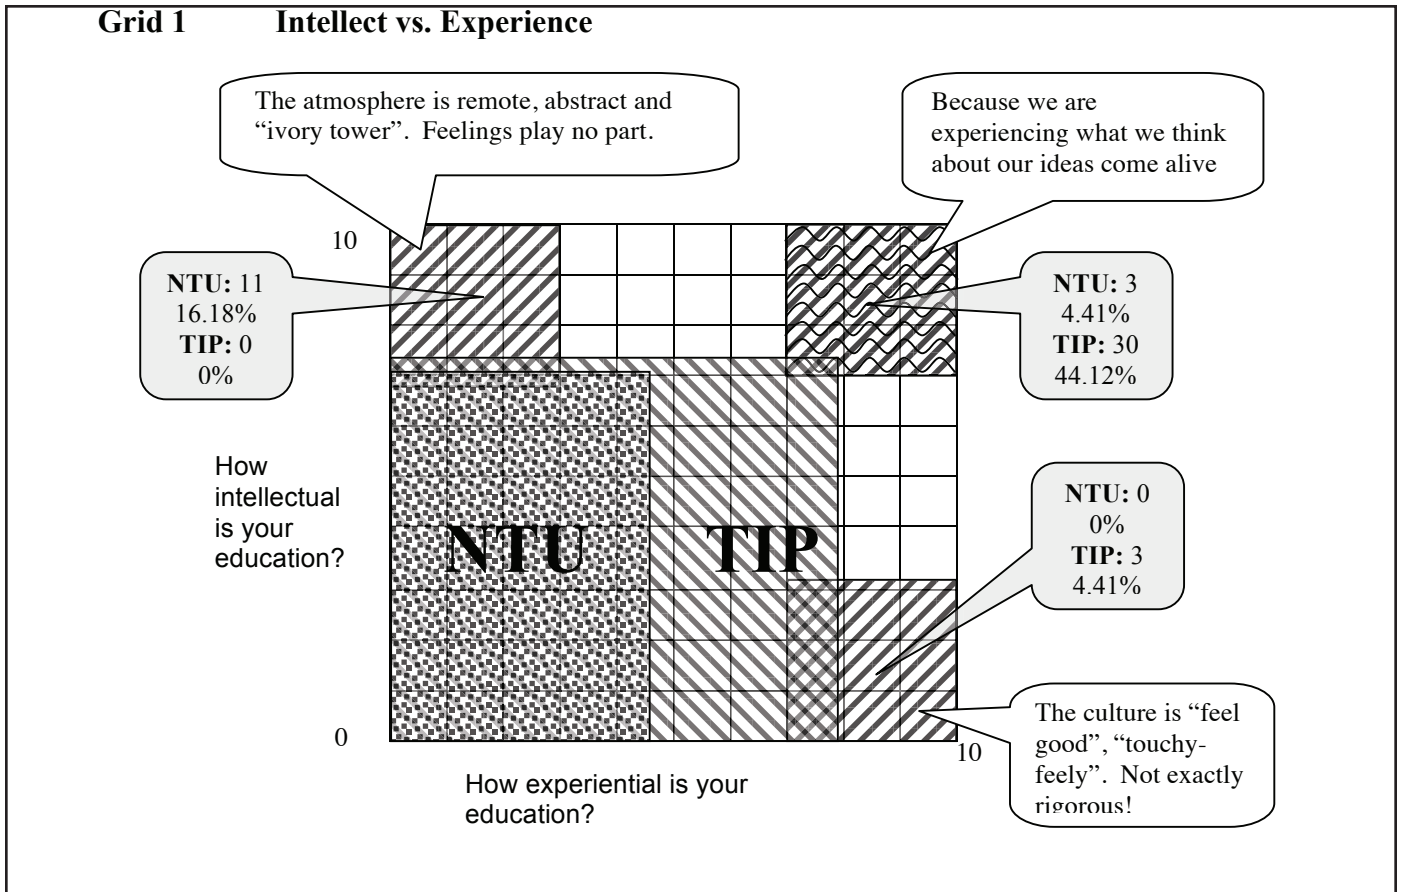 Grid 1 Intellect vs. Experience
The atmosphere is remote, abstract and
“ivory tower”. Feelings play no part.
Because we are
experiencing what we think
about our ideas come alive
10
NTU: 11
16.18%
TIP: 0
0%
NTU: 3
4.41%
TIP: 30
44.12%
How
intellectual
is your
education?
NTU TIP
NTU: 0
0%
TIP: 3
4.41%
0
10
The culture is “feel
good”, “touchy-
feely”. Not exactly
rigorous!
How experiential is your
education?